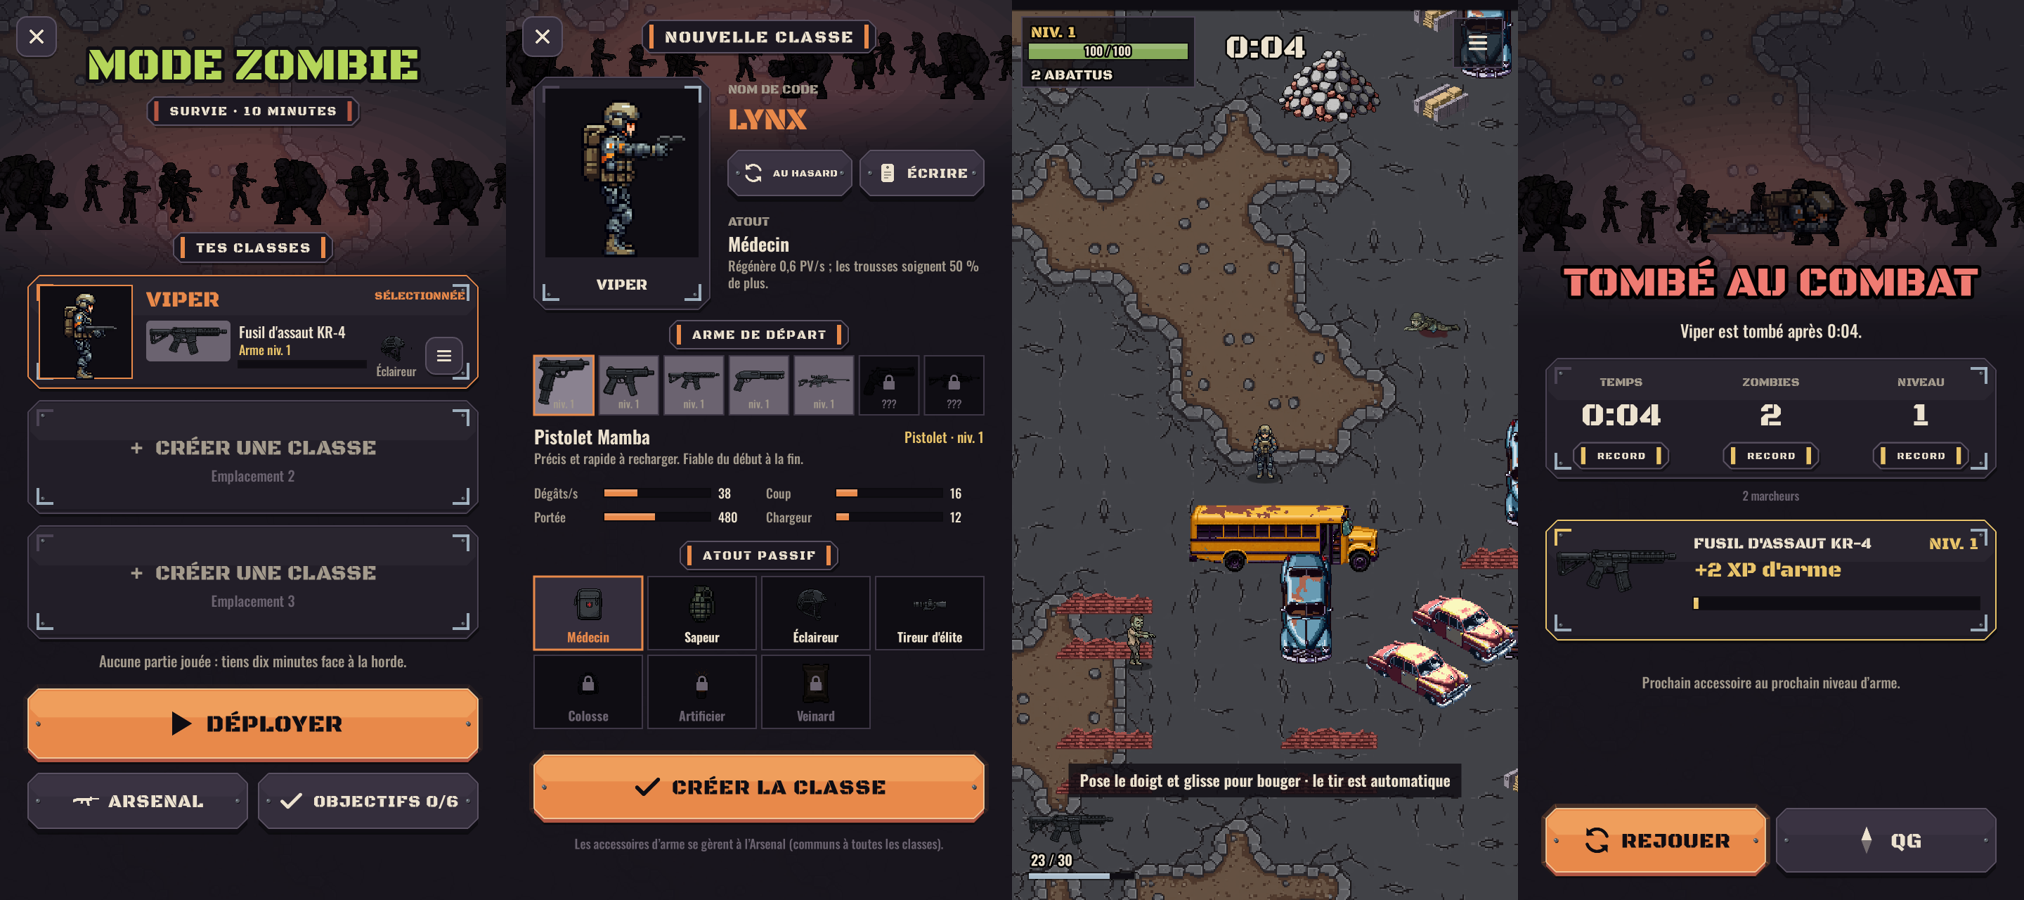 MODE ZOMBIE
SURVIE · 10 MINUTES
TES CLASSES
VIPER
SÉLECTIONNÉE
Fusil d'assaut KR-4
Arme niv. 1
Éclaireur
+ CRÉER UNE CLASSE
Emplacement 2
+ CRÉER UNE CLASSE
Emplacement 3
Aucune partie jouée : tiens dix minutes face à la horde.
DÉPLOYER
ARSENAL
OBJECTIFS 0/6
NOUVELLE CLASSE
VIPER
NOM DE CODE
LYNX
AU HASARD
ÉCRIRE
ATOUT
Médecin
Régénère 0,6 PV/s ; les trousses soignent 50 %
de plus.
ARME DE DÉPART
niv. 1 niv. 1 niv. 1 niv. 1 niv. 1 ??? ???
Pistolet Mamba
Pistolet · niv. 1
Précis et rapide à recharger. Fiable du début à la fin.
Dégâts/s 38 Coup 16
Portée 480 Chargeur 12
ATOUT PASSIF
Médecin Sapeur Éclaireur Tireur d'élite
Colosse Artificier Veinard
CRÉER LA CLASSE
Les accessoires d'arme se gèrent à l'Arsenal (communs à toutes les classes).
NIV. 1
100 / 100
2 ABATTUS
0:04
Pose le doigt et glisse pour bouger · le tir est automatique
23 / 30
TOMBÉ AU COMBAT
Viper est tombé après 0:04.
TEMPS ZOMBIES NIVEAU
0:04 2 1
RECORD RECORD RECORD
2 marcheurs
FUSIL D'ASSAUT KR-4 NIV. 1
+2 XP d'arme
Prochain accessoire au prochain niveau d'arme.
REJOUER
QG